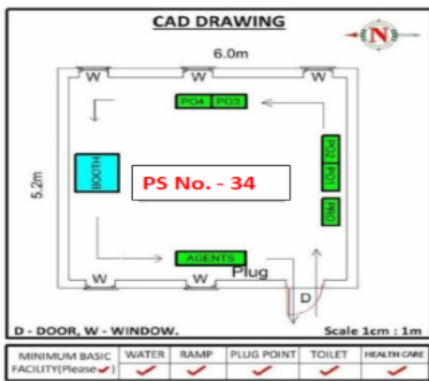 CAD DRAWING
N
6.0m
W W W
PO4 PO3
5.2m
BOOTH
PO2
PO1
PRO
PS No. - 34
AGENTS
Plug
W W
D
D - DOOR, W - WINDOW.
Scale 1cm : 1m
MINIMUM BASIC FACILITY(Please✔)
WATER
RAMP
PLUG POINT
TOILET
HEALTH CARE
✔ ✔ ✔ ✔ ✔